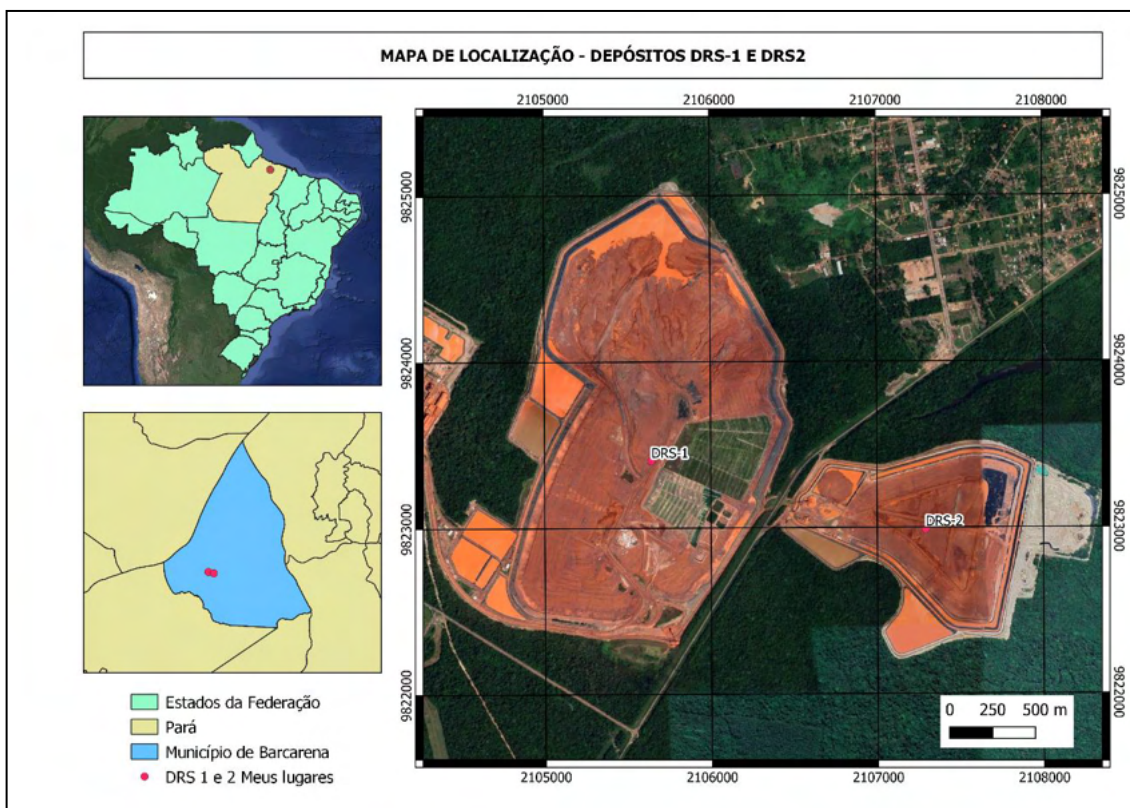 MAPA DE LOCALIZAÇÃO - DEPÓSITOS DRS-1 E DRS2
2105000 2106000 2107000 2108000
9825000 9825000
9824000 9824000
DRS-1
DRS-2
9823000 9823000
9822000 9822000
0 250 500 m
2105000 2106000 2107000 2108000
Estados da Federação
Pará
Município de Barcarena
DRS 1 e 2 Meus lugares